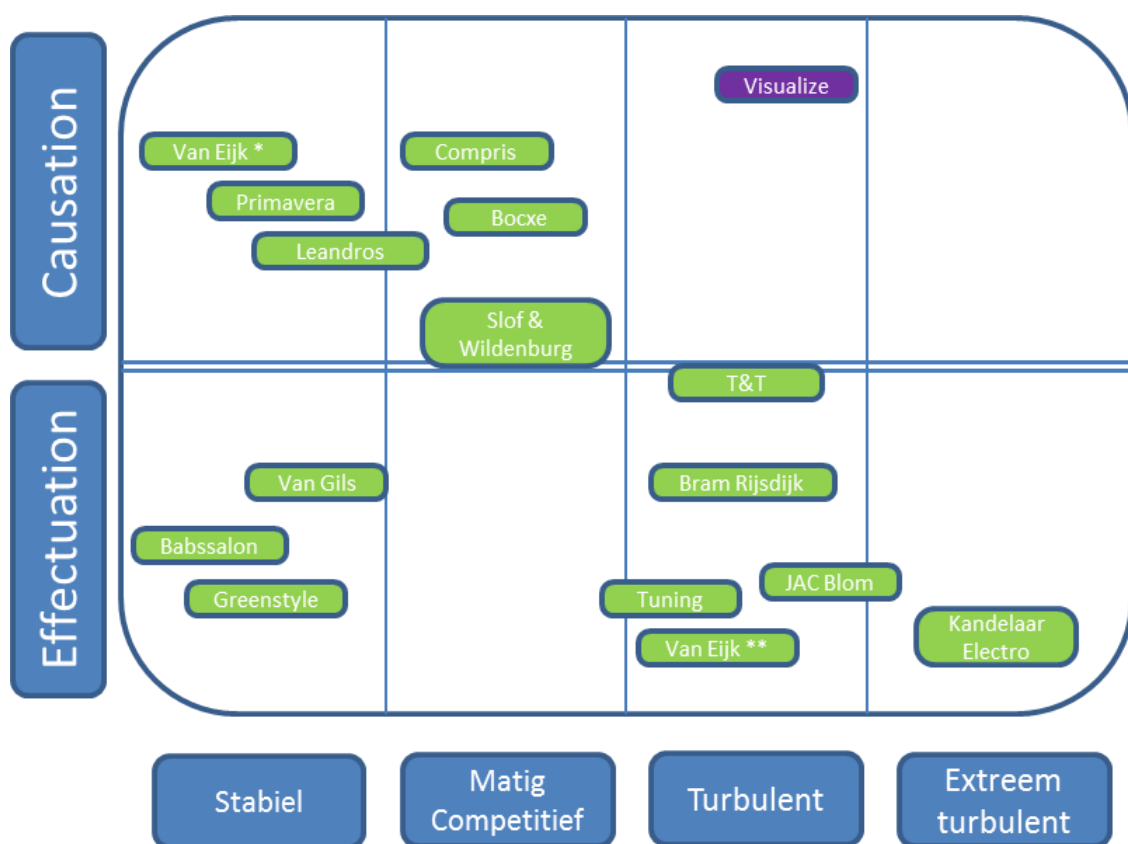 Causation
Visualize
Van Eijk *
Compris
Primavera
Bocxe
Leandros
Slof &
Wildenburg
Effectuation
T&T
Van Gils
Bram Rijsdijk
Babssalon
JAC Blom
Greenstyle
Tuning
Kandelaar
Electro
Van Eijk **
Stabiel
Matig
Competitief
Turbulent
Extreem
turbulent